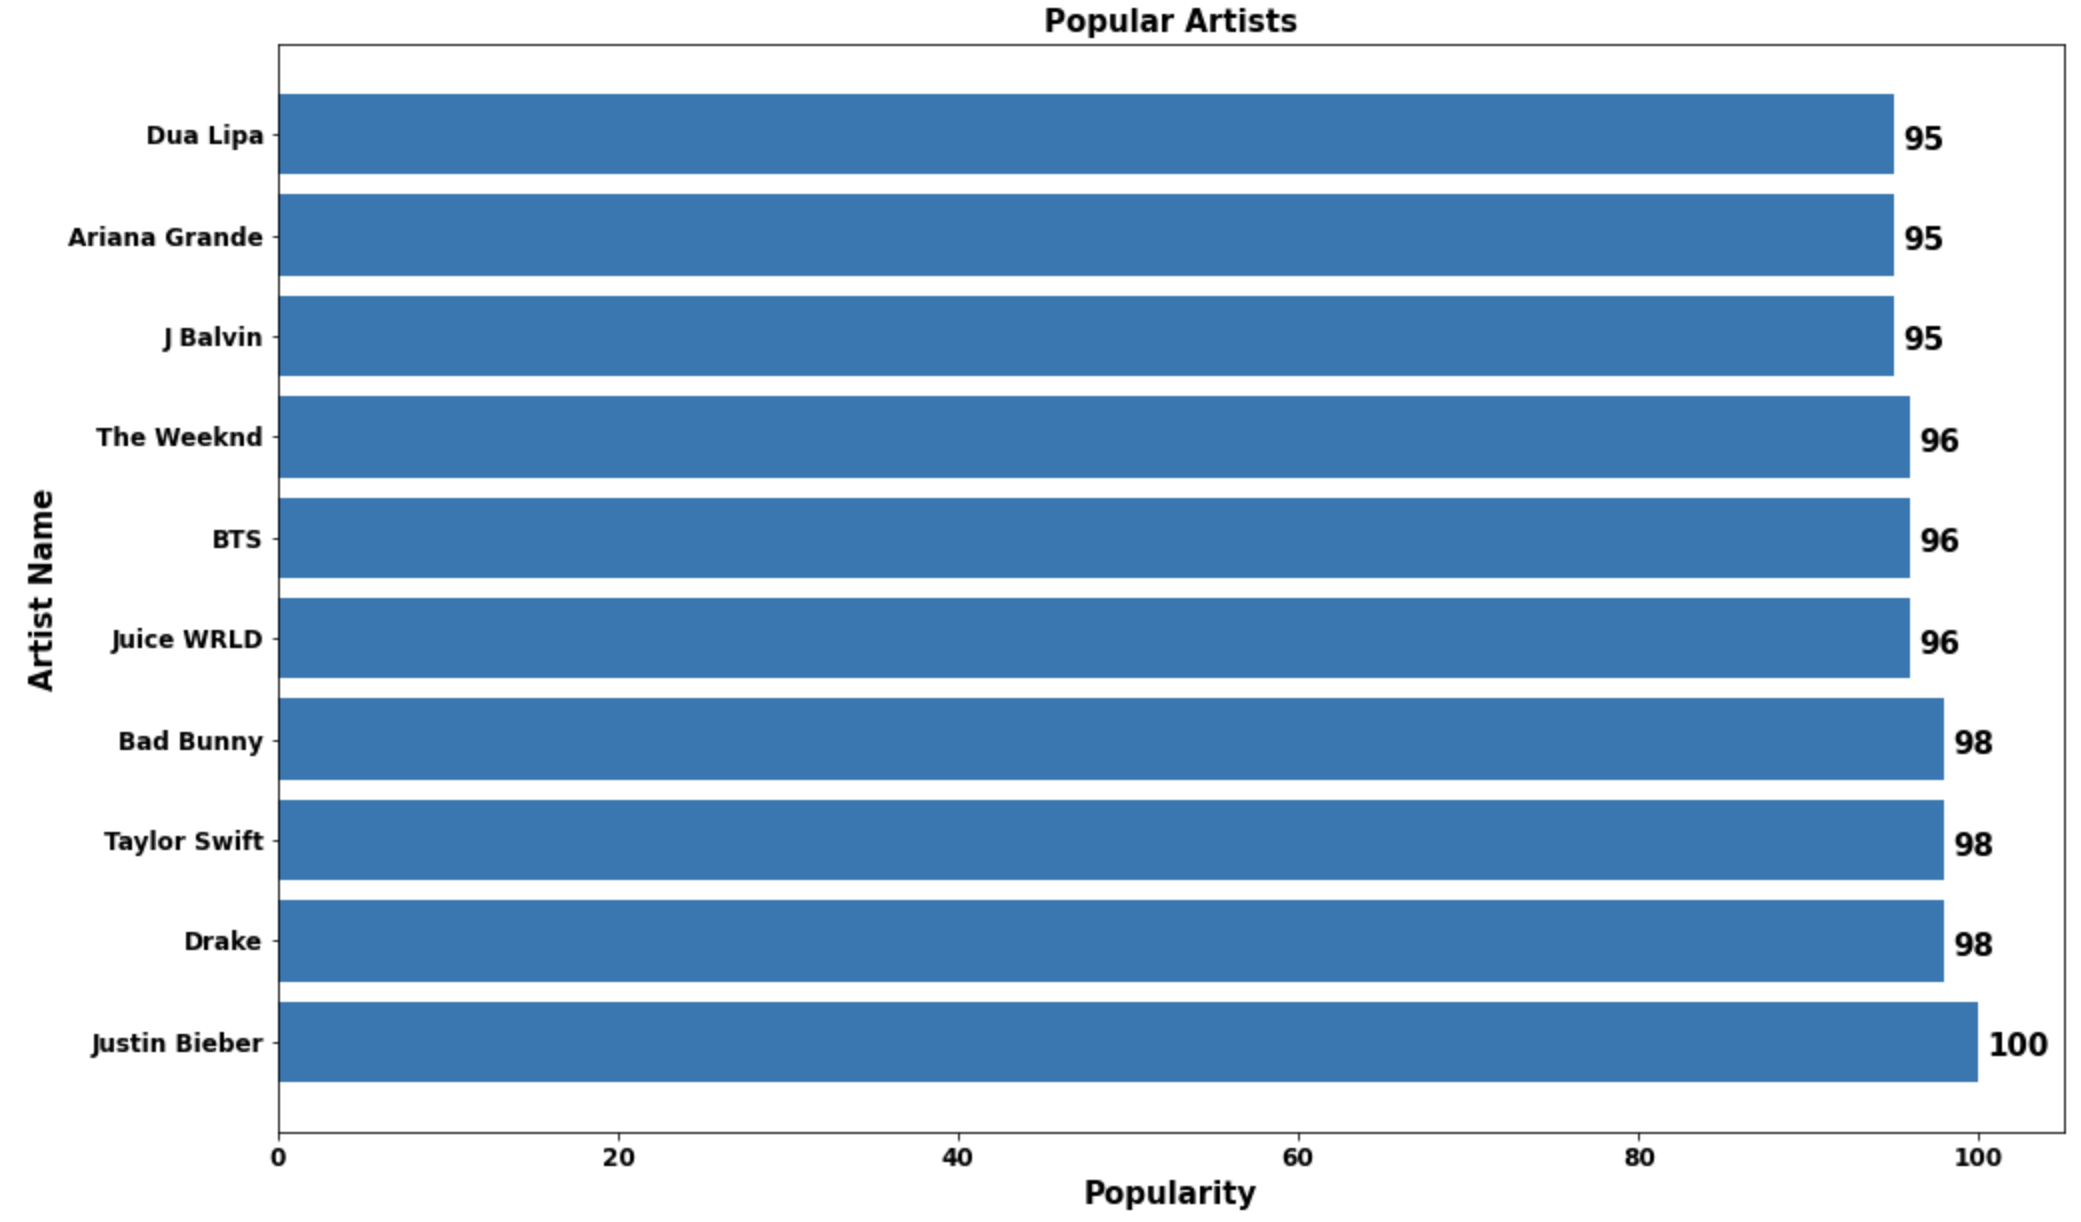 Popular Artists
Dua Lipa 95
Ariana Grande 95
J Balvin 95
The Weeknd 96
BTS 96
Juice WRLD 96
Bad Bunny 98
Taylor Swift 98
Drake 98
Justin Bieber 100
Artist Name
0 20 40 60 80 100
Popularity